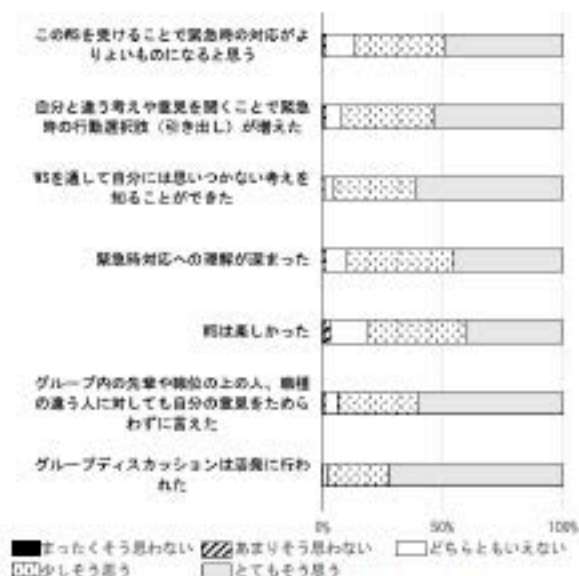 このWSを受けることで緊急時の対応がよ
りよいものになると思う
自分と違う考えや意見を聞くことで緊急
時の行動選択肢（引き出し）が増えた
WSを通して自分には思いつかない考えを
知ることができた
緊急時対応への理解が深まった
WSは楽しかった
グループ内の先輩や職位の上の人、職種
の違う人に対しても自分の意見をためら
わずに言えた
グループディスカッションは活発に行わ
れた
0% 50% 100%
まったくそう思わない あまりそう思わない どちらともいえない
少しそう思う とてもそう思う